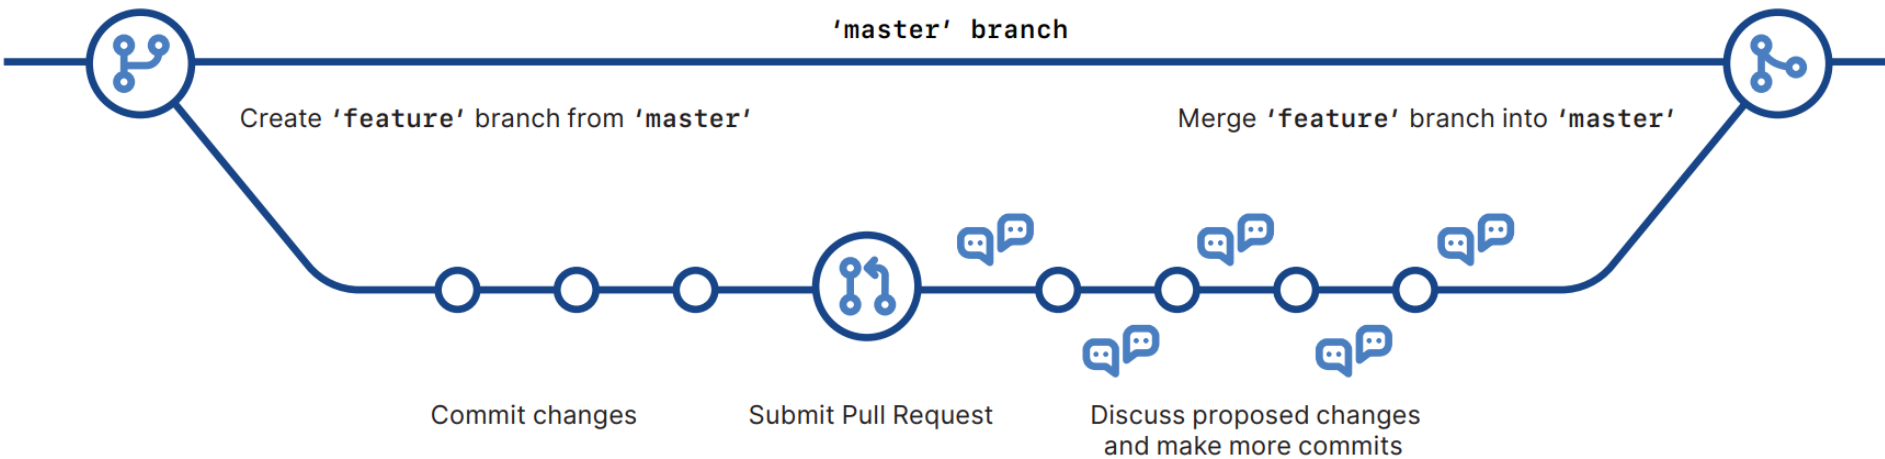 ‘master’ branch
Create ‘feature’ branch from ‘master’
Merge ‘feature’ branch into ‘master’
Commit changes
Submit Pull Request
Discuss proposed changes
and make more commits